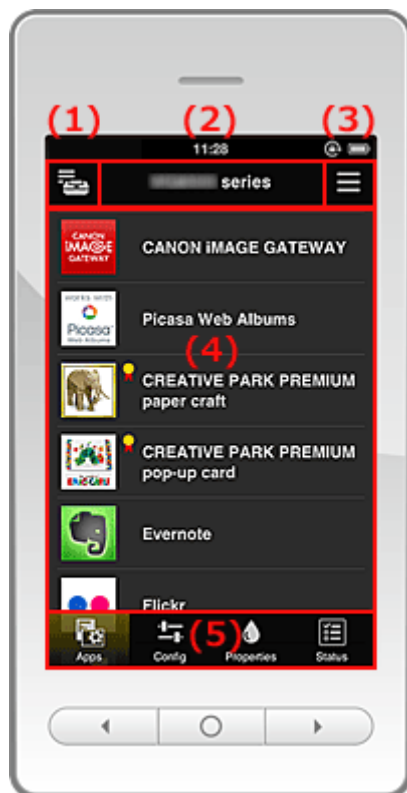 (1) (2) (3)
11:28
series
CANON
iMAGE
GATEWAY
CANON iMAGE GATEWAY
works with
Picasa
Web Albums
Picasa Web Albums
(4)
CREATIVE PARK PREMIUM
paper craft
CREATIVE PARK PREMIUM
pop-up card
ERIC CARLE
Evernote
Flickr
(5)
Apps Config Properties Status